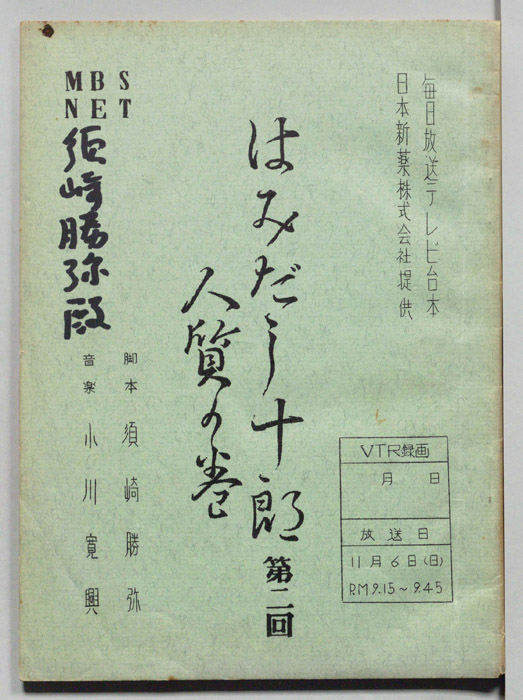 毎日放送テレビ台本
日本新薬株式会社提供
はみだし十郎 第二回
人質の巻
MBS
NET
須崎勝弥殿
脚本 須崎勝弥
音楽 小川寛興
VTR録画
月 日
放送日
11月6日(日)
P.M9.15～9.45